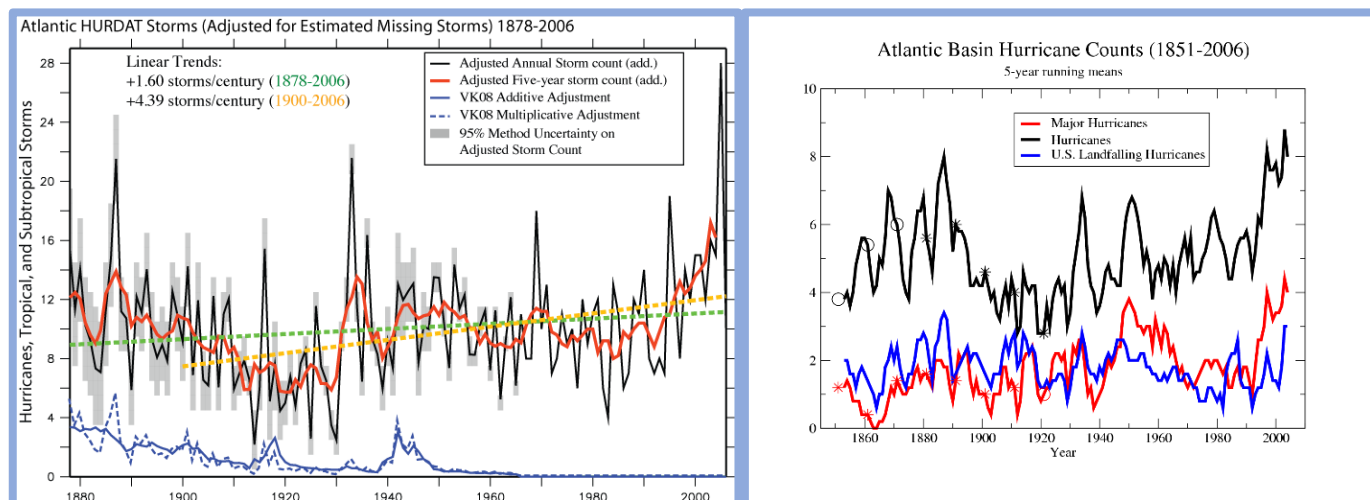 Atlantic HURDAT Storms (Adjusted for Estimated Missing Storms) 1878-2006
Hurricanes, Tropical, and Subtropical Storms
28
24
20
16
12
8
4
0
Linear Trends:
+1.60 storms/century (1878-2006)
+4.39 storms/century (1900-2006)
Adjusted Annual Storm count (add.)
Adjusted Five-year storm count (add.)
VK08 Additive Adjustment
VK08 Multiplicative Adjustment
95% Method Uncertainty on
Adjusted Storm Count
1880 1900 1920 1940 1960 1980 2000
Atlantic Basin Hurricane Counts (1851-2006)
5-year running means
10
8
6
4
2
0
Major Hurricanes
Hurricanes
U.S. Landfalling Hurricanes
1860 1880 1900 1920 1940 1960 1980 2000
Year